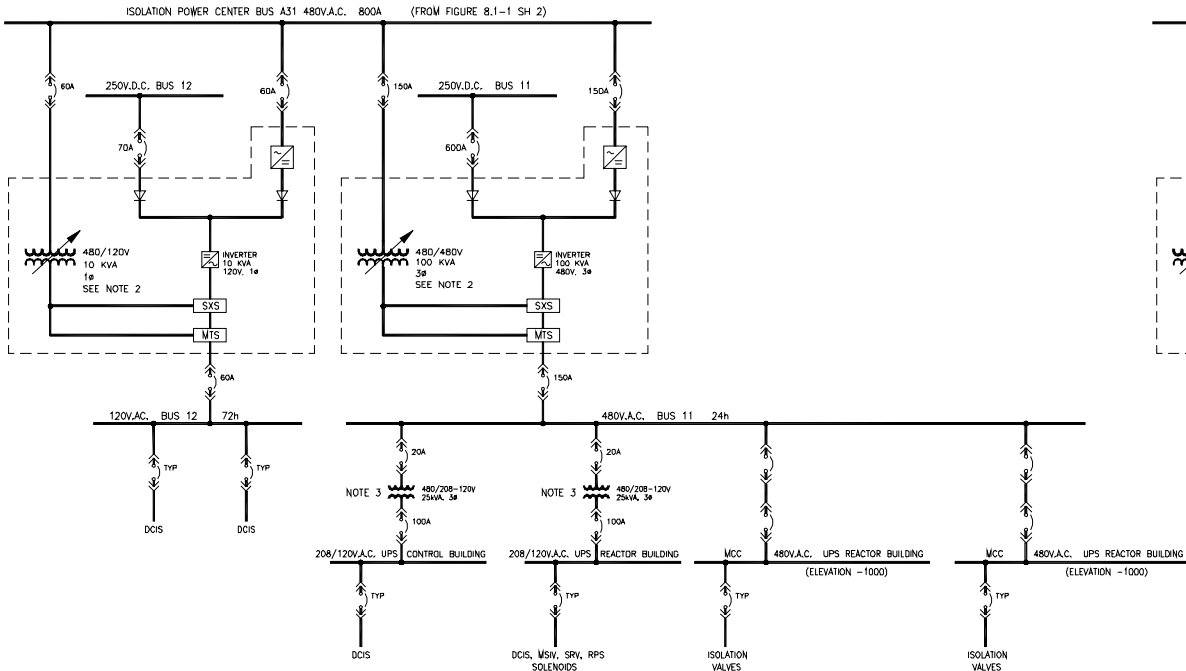 ISOLATION POWER CENTER BUS A31 480V.A.C. 800A (FROM FIGURE 8.1-1 SH 2)
60A
250V.D.C. BUS 12
60A
150A
250V.D.C. BUS 11
150A
70A
600A
480/120V
10 KVA
1ø
SEE NOTE 2
INVERTER
10 KVA
120V, 1ø
480/480V
100 KVA
3ø
SEE NOTE 2
INVERTER
100 KVA
480V, 3ø
SXS
SXS
MTS
MTS
60A
150A
120V.AC. BUS 12 72h
480V.A.C. BUS 11 24h
TYP
TYP
20A
20A
NOTE 3
480/208-120V
25kVA, 3ø
NOTE 3
480/208-120V
25kVA, 3ø
100A
100A
DCIS
DCIS
208/120V.A.C. UPS CONTROL BUILDING
208/120V.A.C. UPS REACTOR BUILDING
MCC
480V.A.C. UPS REACTOR BUILDING
(ELEVATION -1000)
MCC
480V.A.C. UPS REACTOR BUILDING
(ELEVATION -1000)
TYP
TYP
TYP
TYP
DCIS
DCIS, MSIV, SRV, RPS
SOLENOIDS
ISOLATION
VALVES
ISOLATION
VALVES